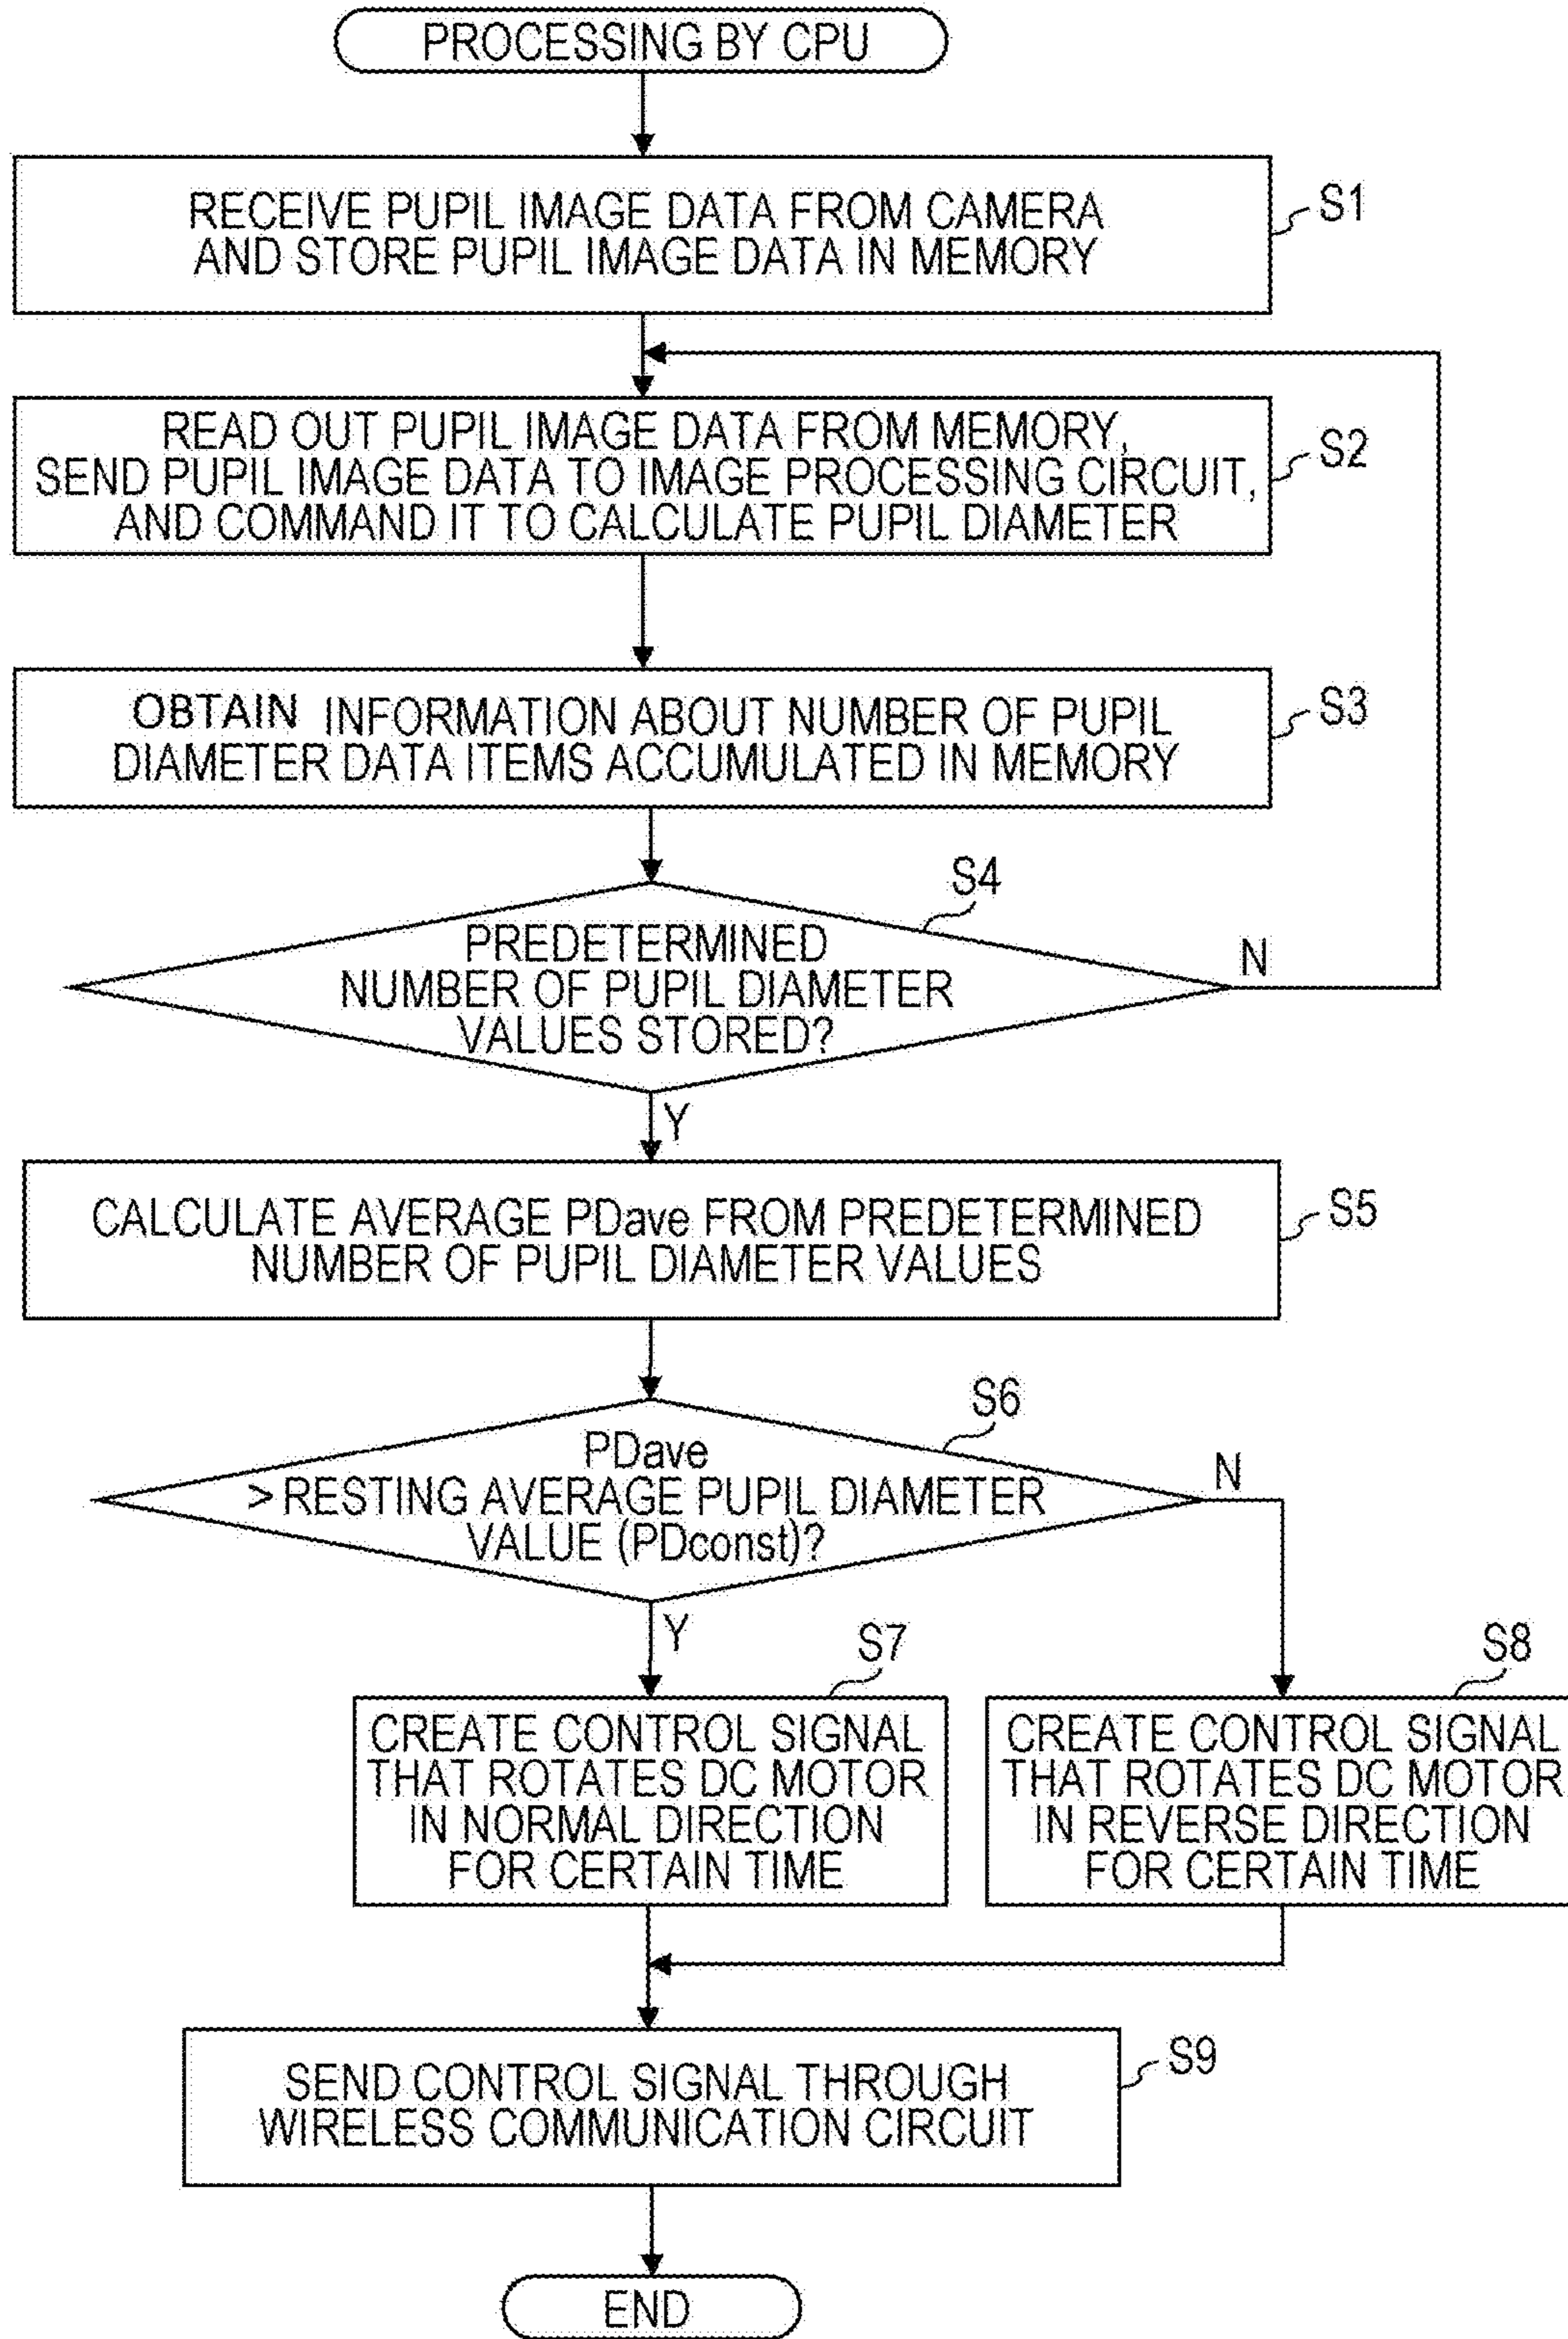 PROCESSING BY CPU
RECEIVE PUPIL IMAGE DATA FROM CAMERA
AND STORE PUPIL IMAGE DATA IN MEMORY
S1
READ OUT PUPIL IMAGE DATA FROM MEMORY,
SEND PUPIL IMAGE DATA TO IMAGE PROCESSING CIRCUIT,
AND COMMAND IT TO CALCULATE PUPIL DIAMETER
S2
OBTAIN INFORMATION ABOUT NUMBER OF PUPIL
DIAMETER DATA ITEMS ACCUMULATED IN MEMORY
S3
S4
PREDETERMINED
NUMBER OF PUPIL DIAMETER
VALUES STORED?
N
Y
CALCULATE AVERAGE PDave FROM PREDETERMINED
NUMBER OF PUPIL DIAMETER VALUES
S5
S6
PDave
> RESTING AVERAGE PUPIL DIAMETER
VALUE (PDconst)?
N
Y
S7
CREATE CONTROL SIGNAL
THAT ROTATES DC MOTOR
IN NORMAL DIRECTION
FOR CERTAIN TIME
S8
CREATE CONTROL SIGNAL
THAT ROTATES DC MOTOR
IN REVERSE DIRECTION
FOR CERTAIN TIME
SEND CONTROL SIGNAL THROUGH
WIRELESS COMMUNICATION CIRCUIT
S9
END